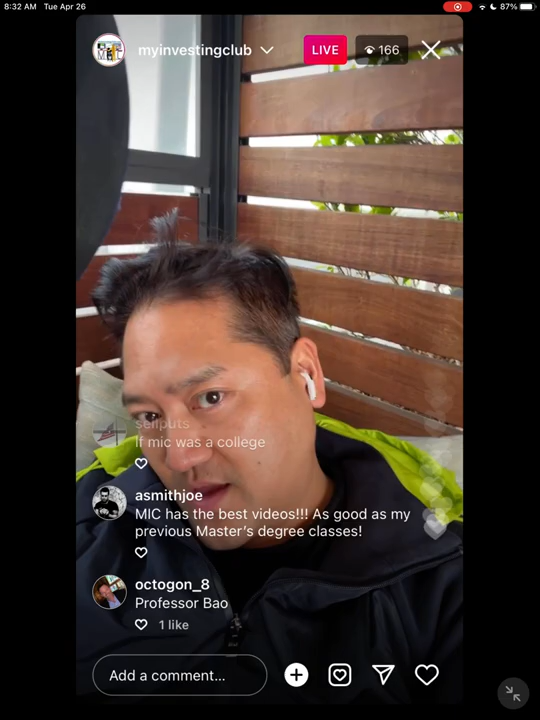 8:32 AM Tue Apr 26
87%
myinvestingclub
LIVE
166
sellputs
If mic was a college
asmithjoe
MIC has the best videos!!! As good as my
previous Master's degree classes!
octogon_8
Professor Bao
1 like
Add a comment...